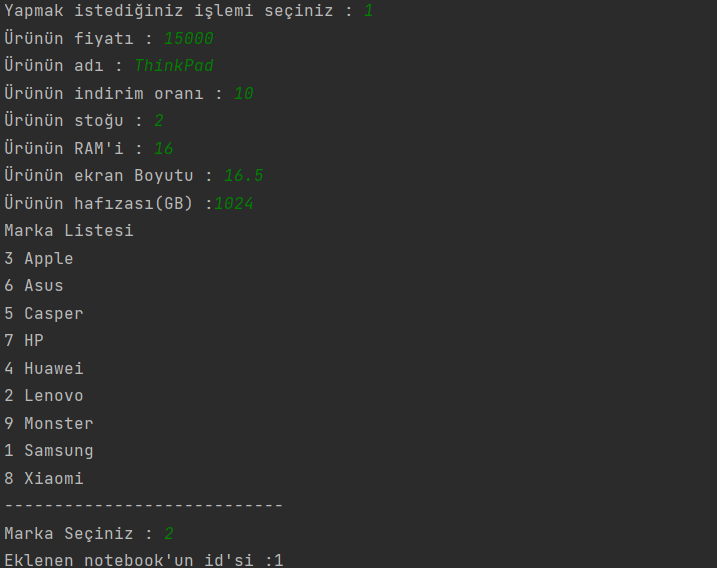 Yapmak istediğiniz işlemi seçiniz : 1
Ürünün fiyatı : 15000
Ürünün adı : ThinkPad
Ürünün indirim oranı : 10
Ürünün stoğu : 2
Ürünün RAM'i : 16
Ürünün ekran Boyutu : 16.5
Ürünün hafızası(GB) :1024
Marka Listesi
3 Apple
6 Asus
5 Casper
7 HP
4 Huawei
2 Lenovo
9 Monster
1 Samsung
8 Xiaomi
----------------------------
Marka Seçiniz : 2
Eklenen notebook'un id'si :1